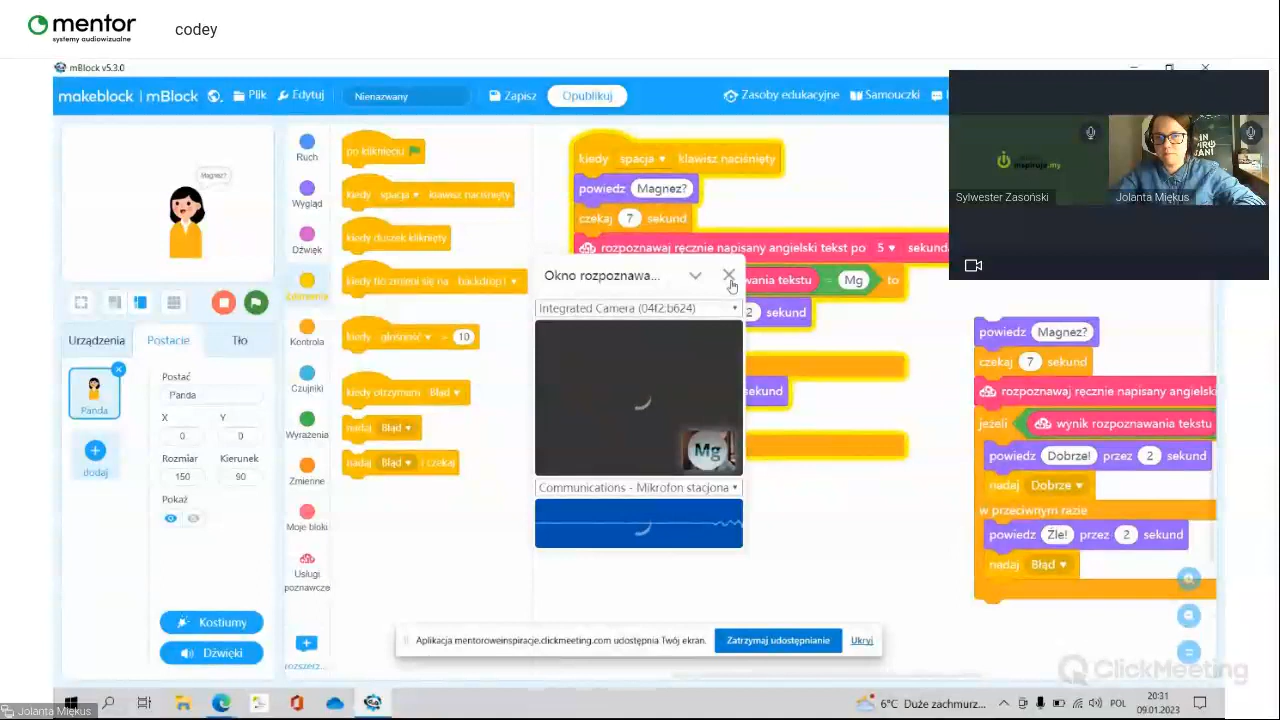 mentor
systemy audiowizualne
codey
mBlock v5.3.0
makeblock | mBlock
Plik
Edytuj
Nienazwany
Zapisz
Opublikuj
Zasoby edukacyjne
Samouczki
Magnez?
Ruch
Wygląd
Dźwięk
Zdarzenia
Kontrola
Czujniki
Wyrażenia
Zmienne
Moje bloki
Usługi
poznawcze
rozszerz...
po kliknięciu
kiedy spacja klawisz naciśnięty
kiedy duszek kliknięty
kiedy tło zmieni się na backdrop1
kiedy głośność > 10
kiedy otrzymam Błąd
nadaj Błąd
nadaj Błąd i czekaj
Urządzenia
Postacie
Tło
Panda
dodaj
Postać
Panda
X
Y
0
0
Rozmiar
Kierunek
150
90
Pokaż
Kostiumy
Dźwięki
kiedy spacja klawisz naciśnięty
powiedz Magnez?
czekaj 7 sekund
rozpoznawaj ręcznie napisany angielski tekst po 5 sekund
wania tekstu = Mg to
2 sekund
sekund
Okno rozpoznawa...
Integrated Camera (04f2:b624)
Mg
Communications - Mikrofon stacjona
powiedz Magnez?
czekaj 7 sekund
rozpoznawaj ręcznie napisany angielski
jeżeli wynik rozpoznawania tekstu
powiedz Dobrze! przez 2 sekund
nadaj Dobrze
w przeciwnym razie
powiedz Źle! przez 2 sekund
nadaj Błąd
Sylwester Zasoński
Jolanta Miękus
Aplikacja mentoroweinspiracje.clickmeeting.com udostępnia Twój ekran.
Zatrzymaj udostępnianie
Ukryj
ClickMeeting
Jolanta Miękus
6°C Duże zachmurz...
POL
20:31
09.01.2023